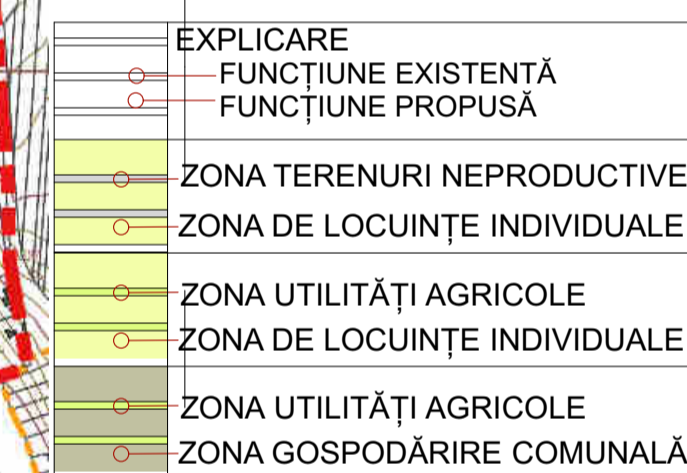 EXPLICARE
FUNCȚIUNE EXISTENTĂ
FUNCȚIUNE PROPUSĂ
ZONA TERENURI NEPRODUCTIVE
ZONA DE LOCUINȚE INDIVIDUALE
ZONA UTILITĂȚI AGRICOLE
ZONA DE LOCUINȚE INDIVIDUALE
ZONA UTILITĂȚI AGRICOLE
ZONA GOSPODĂRIRE COMUNALĂ